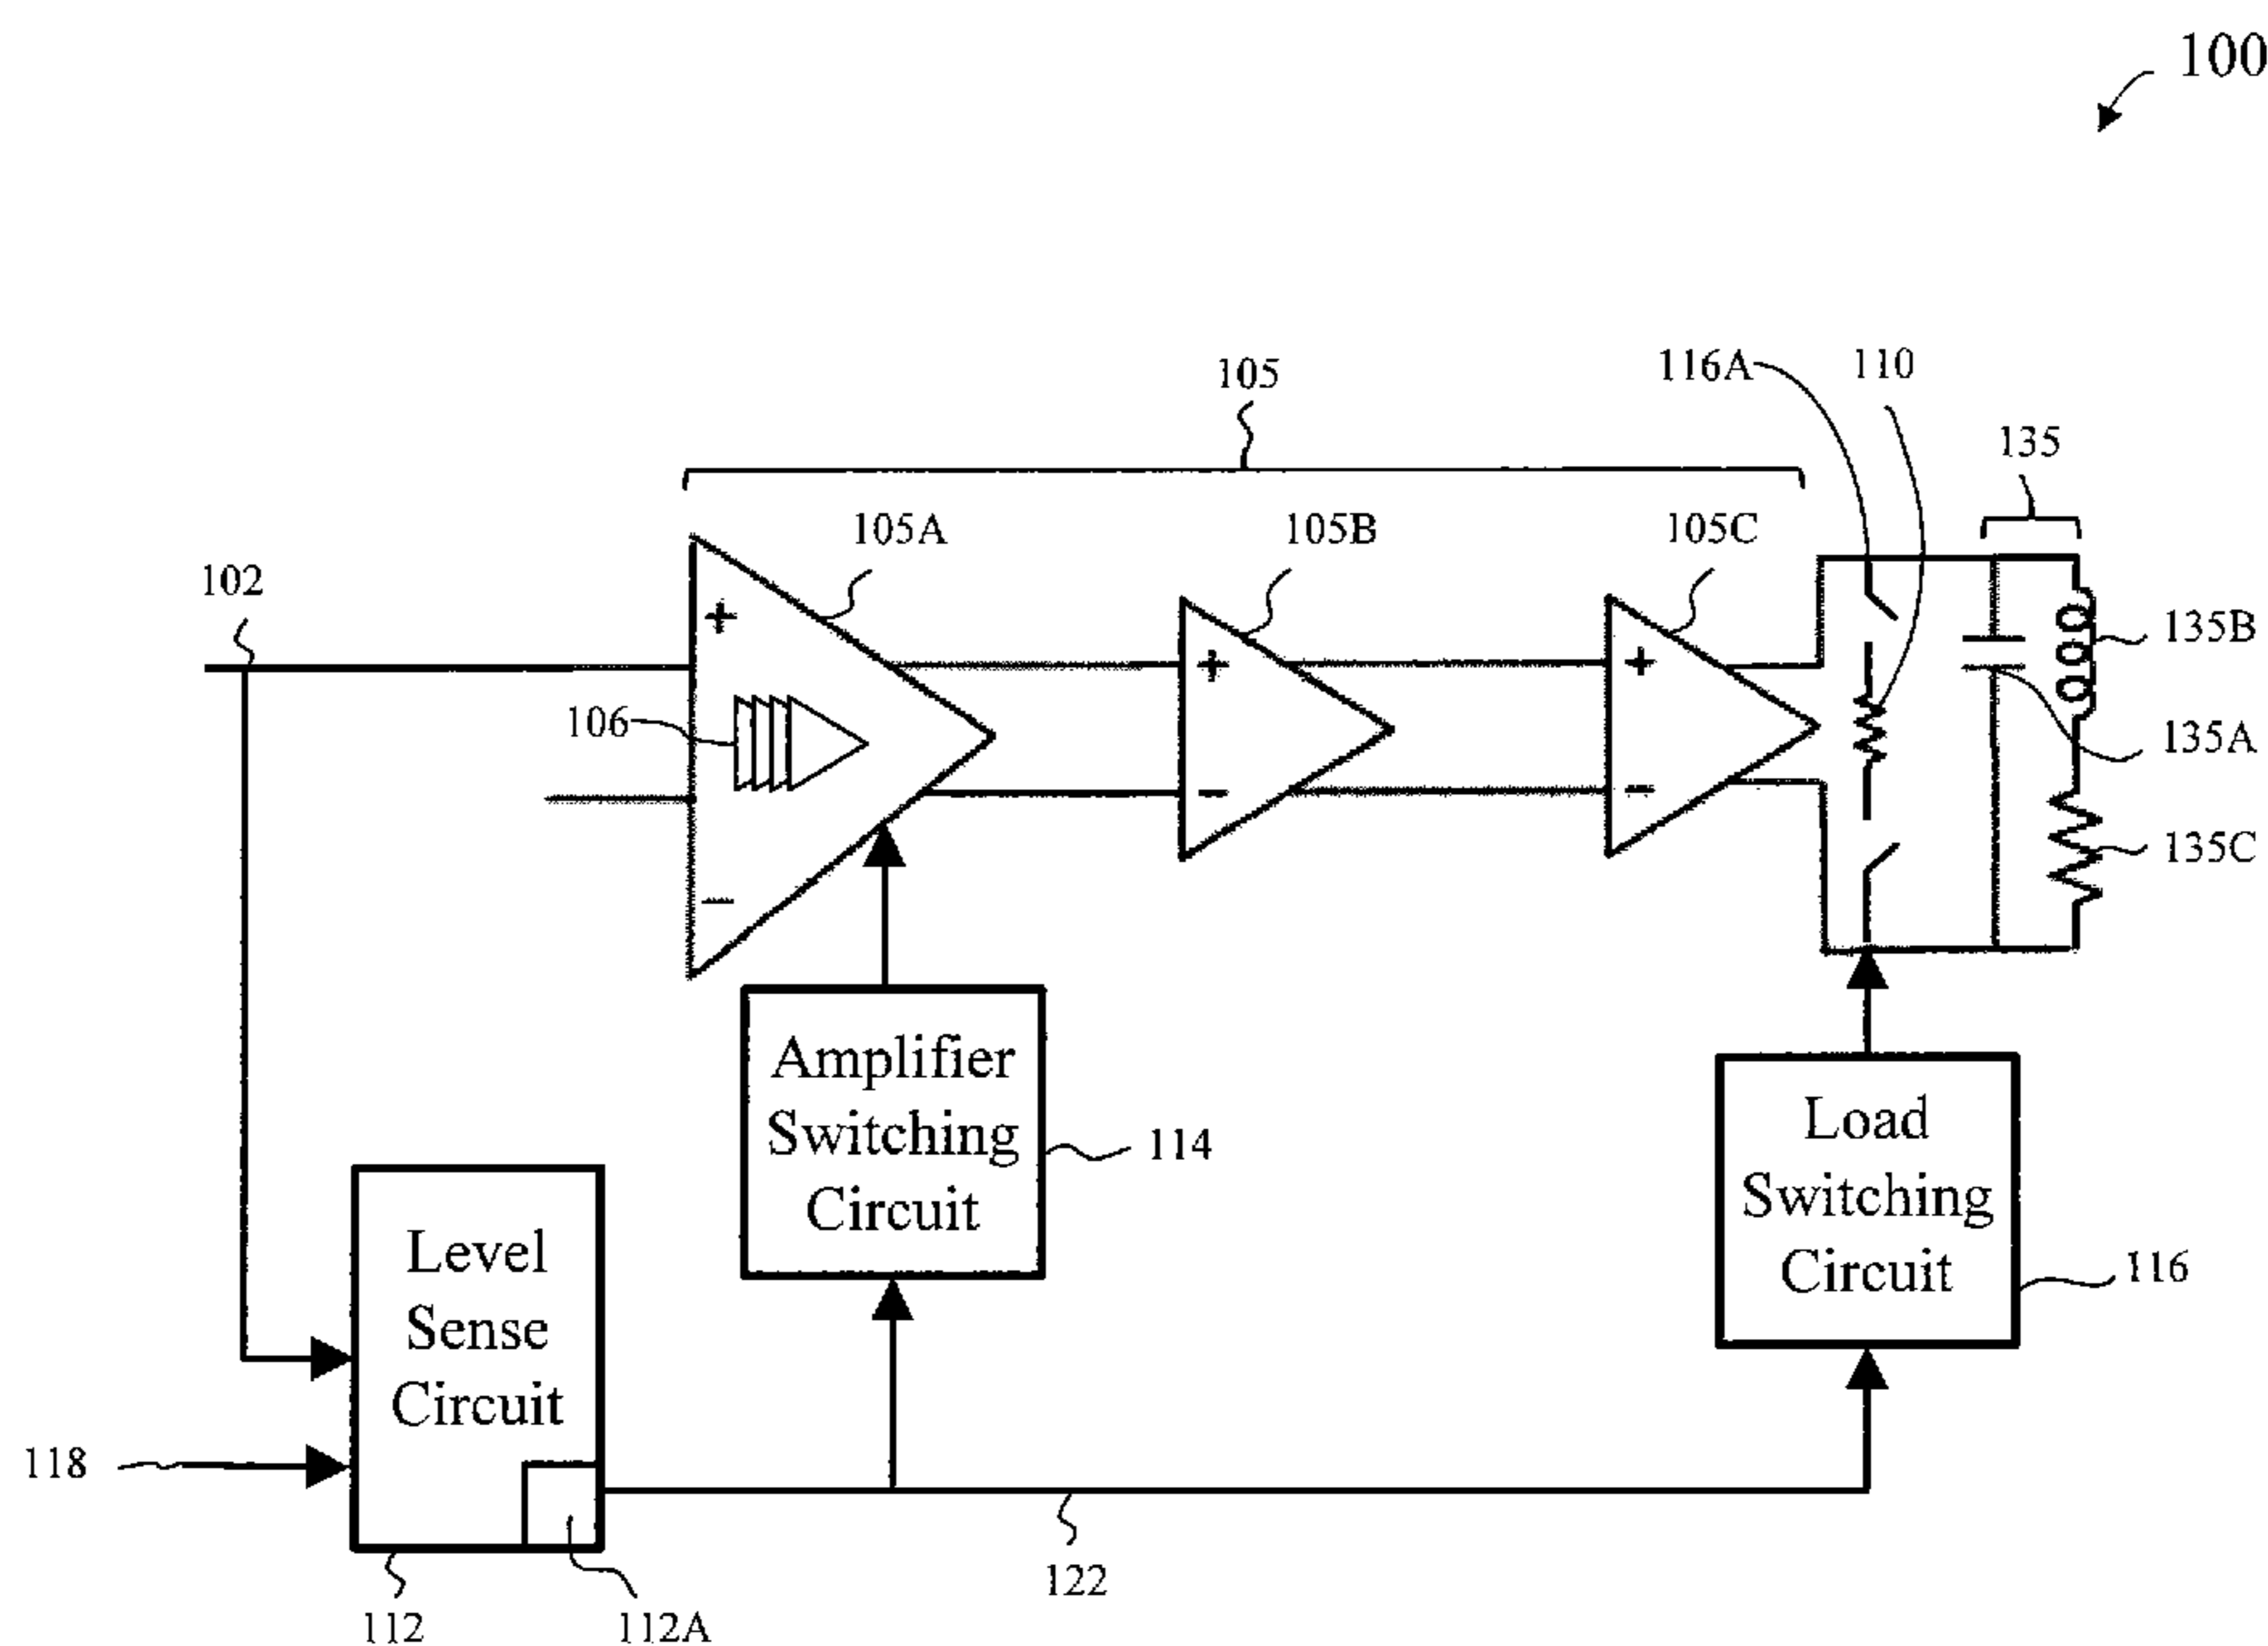 100
105
116A
110
135
105A
105B
105C
102
+
+
+
135B
106
135A
−
−
135C
−
Amplifier
Switching
Circuit
114
Load
Switching
Circuit
116
Level
Sense
Circuit
118
122
112
112A